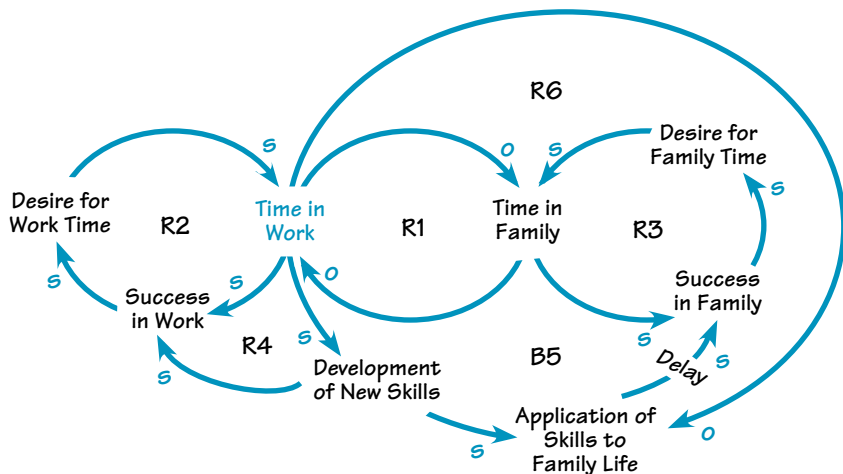 R6
S
O
S
Desire for
Family Time
S
Desire for
Work Time
R2
Time in
Work
R1
Time in
Family
R3
S
S
O
Success
in Work
Success
in Family
S
R4
S
S
Development
of New Skills
B5
Delay
S
S
Application of
Skills to
Family Life
O